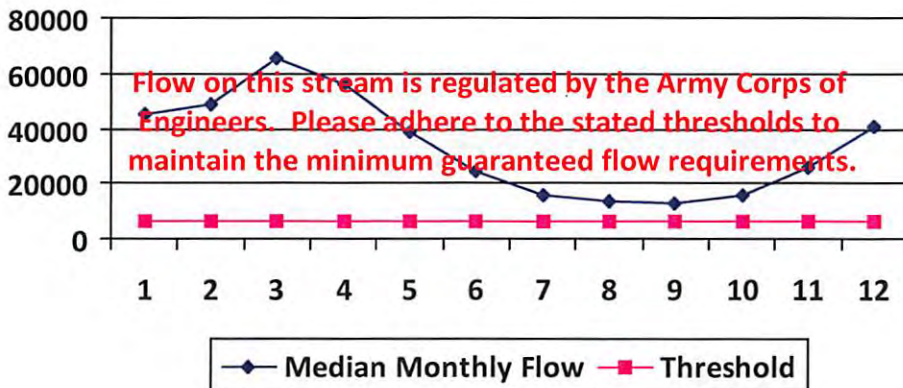 80000
60000
40000
20000
0
Flow on this stream is regulated by the Army Corps of
Engineers. Please adhere to the stated thresholds to
maintain the minimum guaranteed flow requirements.
1 2 3 4 5 6 7 8 9 10 11 12
Median Monthly Flow Threshold